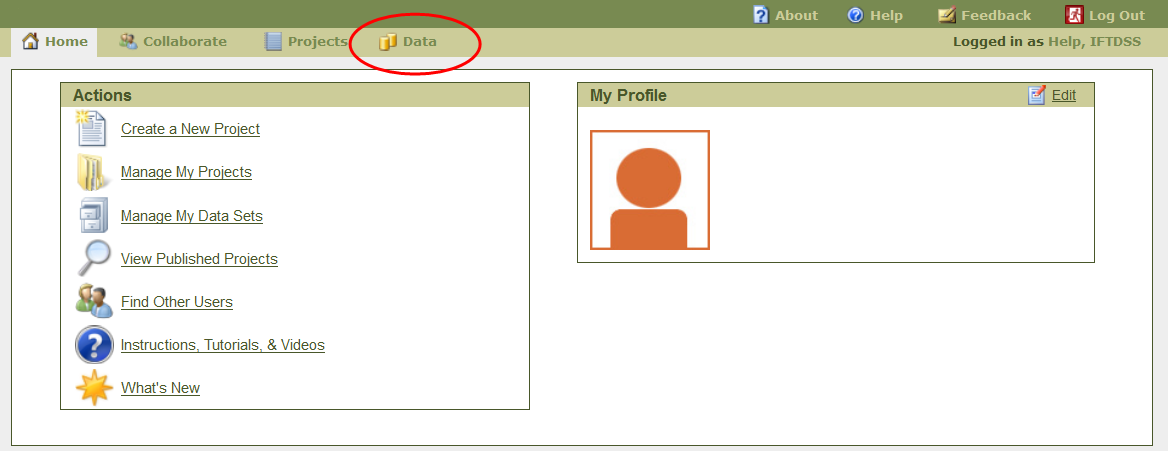 About Help Feedback Log Out
Home Collaborate Projects Data Logged in as Help, IFTDSS
Actions
Create a New Project
Manage My Projects
Manage My Data Sets
View Published Projects
Find Other Users
Instructions, Tutorials, & Videos
What's New
My Profile Edit